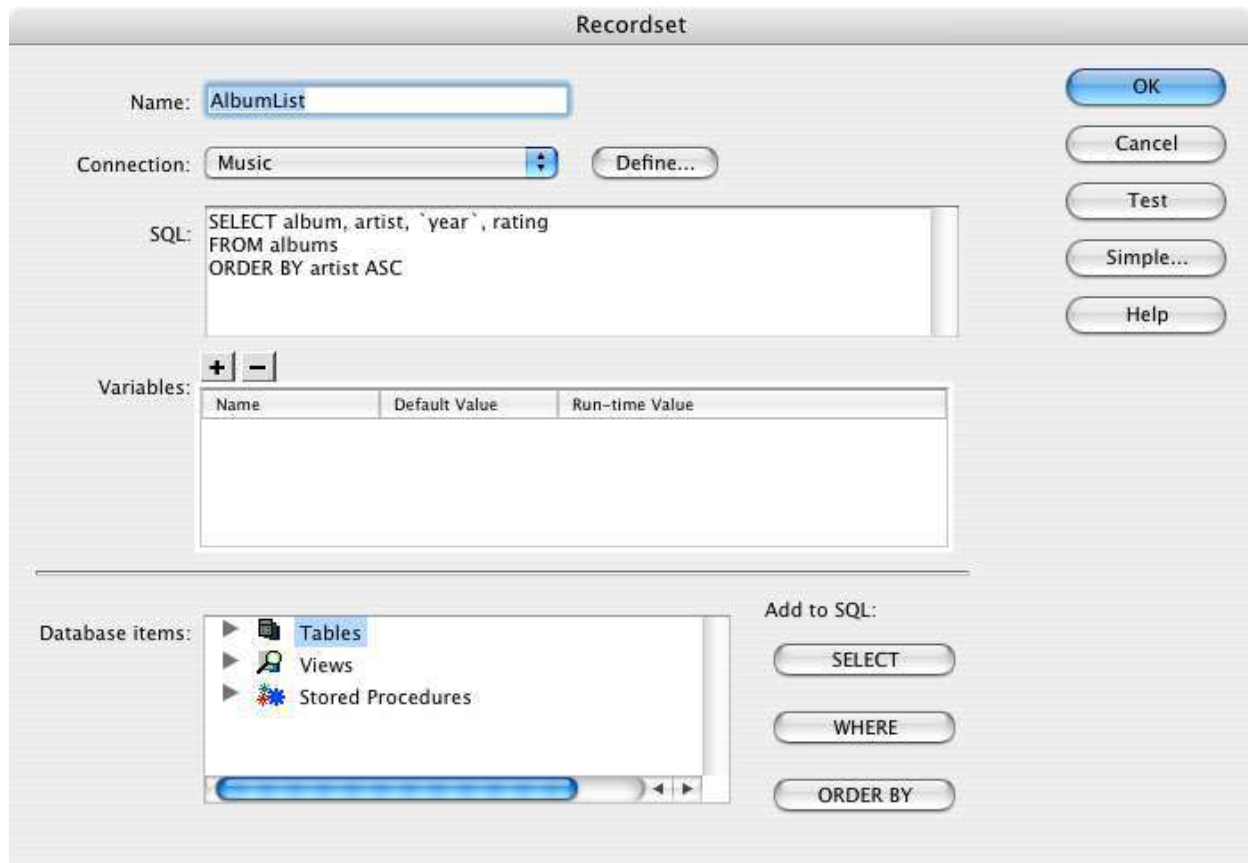 Recordset
Name: AlbumList
Connection: Music Define...
SQL: SELECT album, artist, `year`, rating
FROM albums
ORDER BY artist ASC
OK
Cancel
Test
Simple...
Help
+ −
Variables:
Name Default Value Run-time Value
Database items:
Tables
Views
Stored Procedures
Add to SQL:
SELECT
WHERE
ORDER BY